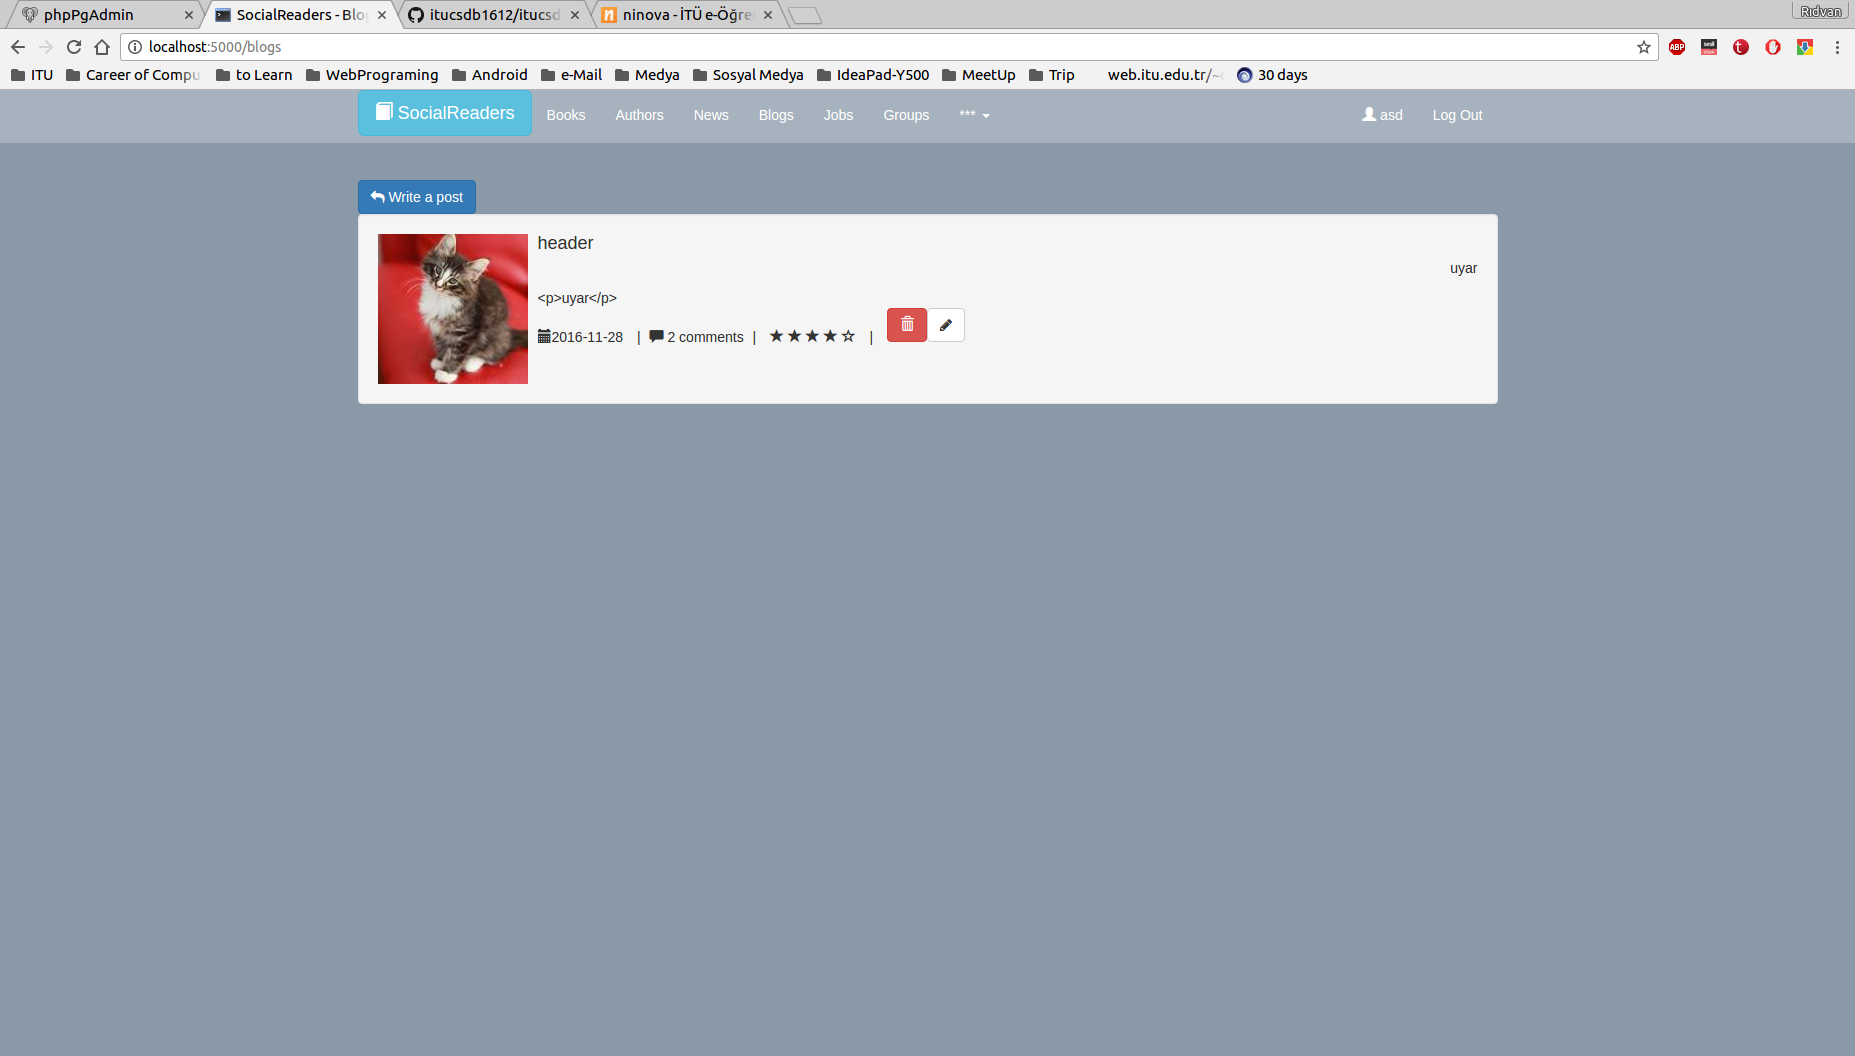 phpPgAdmin
SocialReaders - Blo
itucsdb1612/itucsd
ninova - İTÜ e-Öğre
Rıdvan
localhost:5000/blogs
ABP
ITU
Career of Compu
to Learn
WebPrograming
Android
e-Mail
Medya
Sosyal Medya
IdeaPad-Y500
MeetUp
Trip
web.itu.edu.tr/~
30 days
SocialReaders
Books
Authors
News
Blogs
Jobs
Groups
***
asd
Log Out
Write a post
header
uyar
<p>uyar</p>
2016-11-28 | 2 comments | ★★★★☆ |